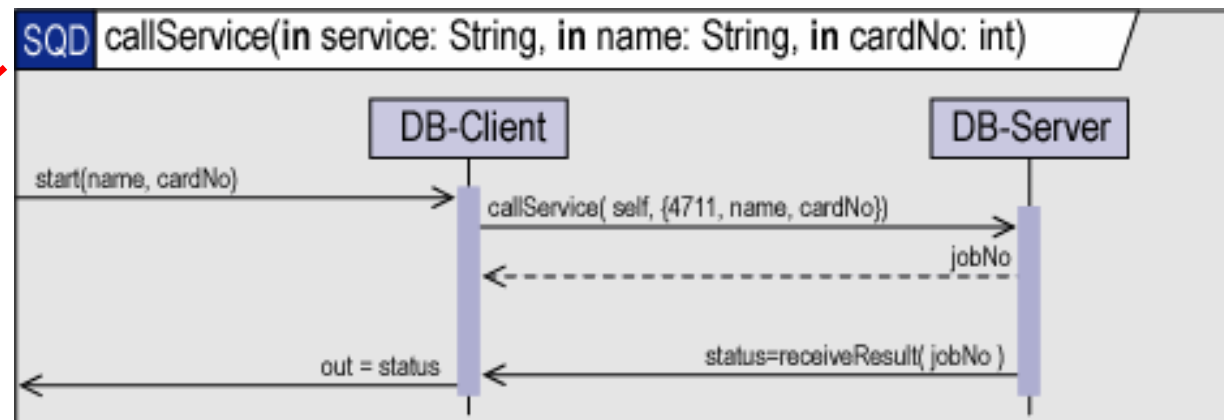 SQD callService(in service: String, in name: String, in cardNo: int)
DB-Client DB-Server
start(name, cardNo)
callService( self, {4711, name, cardNo})
jobNo
status=receiveResult( jobNo )
out = status